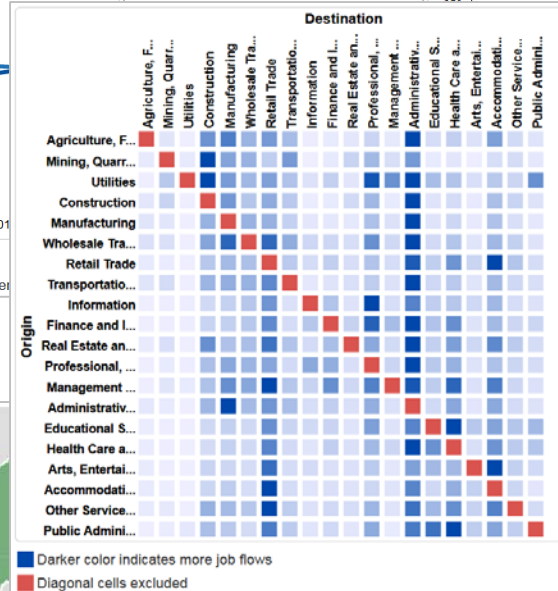 Destination
Agriculture, F...
Mining, Quarr...
Utilities
Construction
Manufacturing
Wholesale Tra...
Retail Trade
Transportatio...
Information
Finance and I...
Real Estate an...
Professional, ...
Management ...
Administrativ...
Educational S...
Health Care a...
Arts, Entertai...
Accommodati...
Other Service...
Public Admini...
Origin
Agriculture, F...
Mining, Quarr...
Utilities
Construction
Manufacturing
Wholesale Tra...
Retail Trade
Transportatio...
Information
Finance and I...
Real Estate an...
Professional, ...
Management ...
Administrativ...
Educational S...
Health Care a...
Arts, Entertai...
Accommodati...
Other Service...
Public Admini...
Darker color indicates more job flows
Diagonal cells excluded